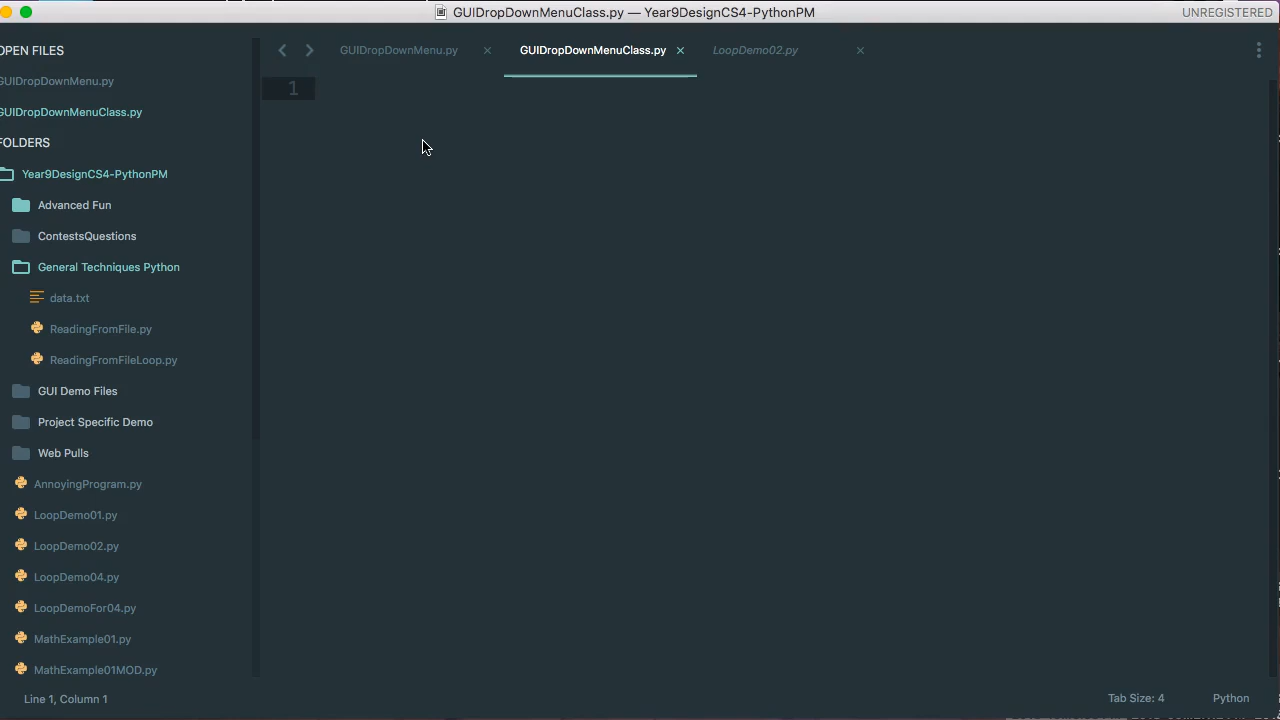 GUIDropDownMenuClass.py — Year9DesignCS4-PythonPM
UNREGISTERED
OPEN FILES
GUIDropDownMenu.py
GUIDropDownMenuClass.py
FOLDERS
Year9DesignCS4-PythonPM
Advanced Fun
ContestsQuestions
General Techniques Python
data.txt
ReadingFromFile.py
ReadingFromFileLoop.py
GUI Demo Files
Project Specific Demo
Web Pulls
AnnoyingProgram.py
LoopDemo01.py
LoopDemo02.py
LoopDemo04.py
LoopDemoFor04.py
MathExample01.py
MathExample01MOD.py
GUIDropDownMenu.py
GUIDropDownMenuClass.py
LoopDemo02.py
1
Line 1, Column 1
Tab Size: 4
Python